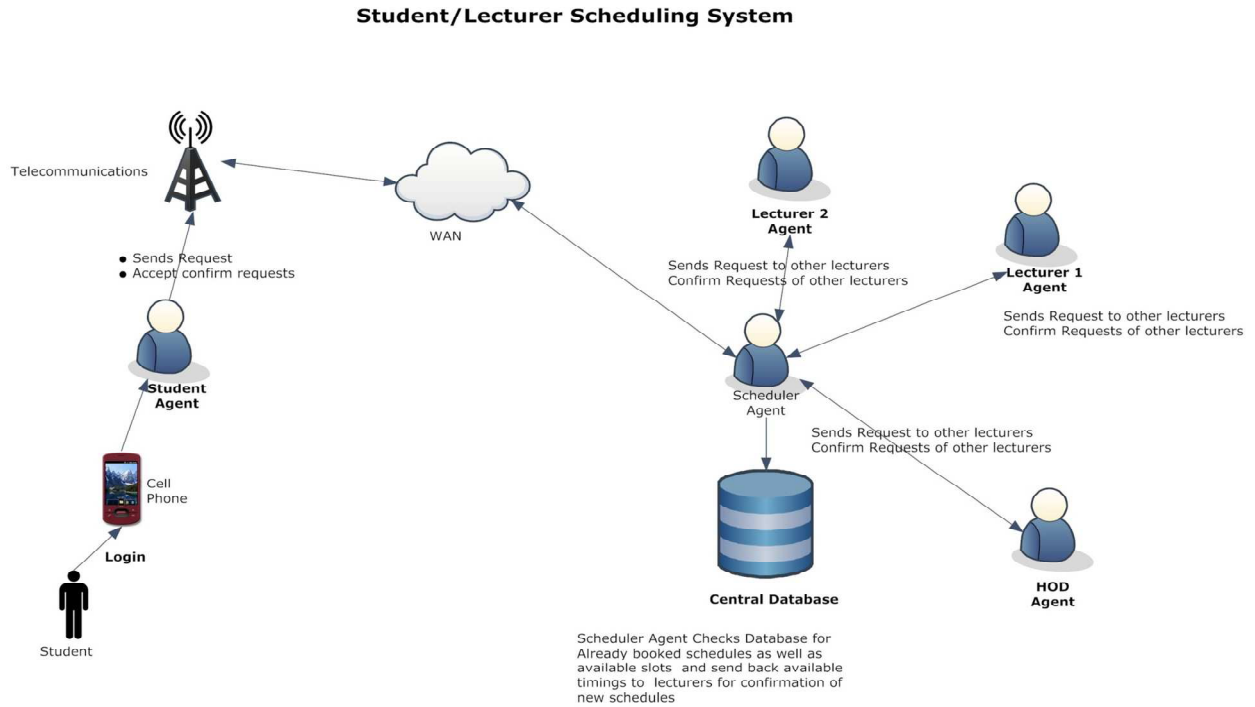 Student/Lecturer Scheduling System
Telecommunications
WAN
● Sends Request
● Accept confirm requests
Student
Agent
Cell
Phone
Login
Student
Lecturer 2
Agent
Sends Request to other lecturers
Confirm Requests of other lecturers
Lecturer 1
Agent
Sends Request to other lecturers
Confirm Requests of other lecturers
Scheduler
Agent
Sends Request to other lecturers
Confirm Requests of other lecturers
Central Database
HOD
Agent
Scheduler Agent Checks Database for
Already booked schedules as well as
available slots and send back available
timings to lecturers for confirmation of
new schedules